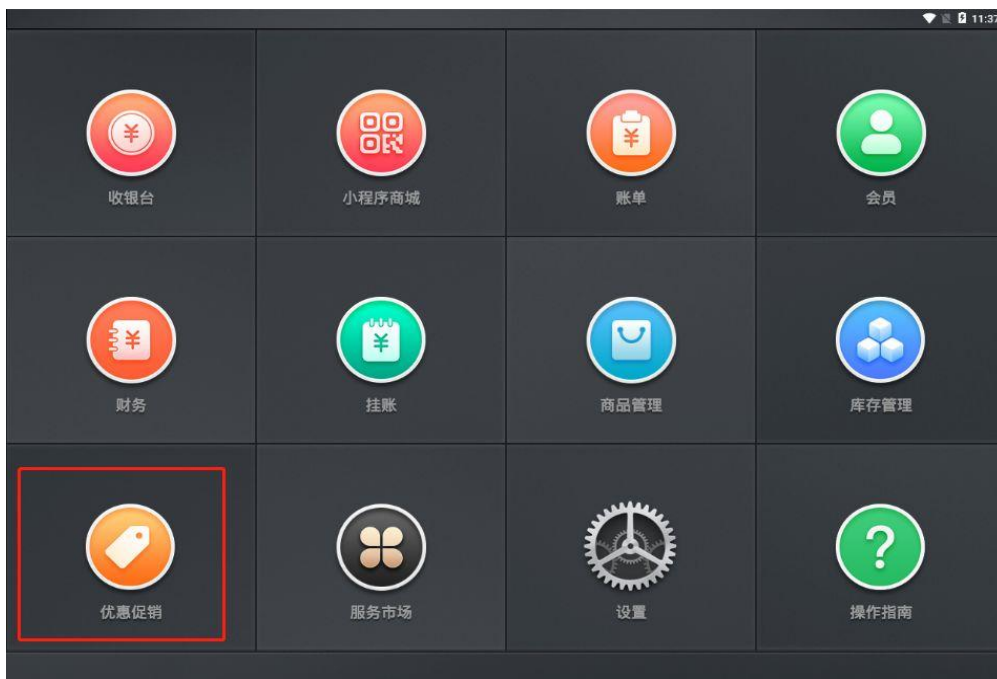 11:37
收银台
小程序商城
账单
会员
财务
挂账
商品管理
库存管理
优惠促销
服务市场
设置
操作指南